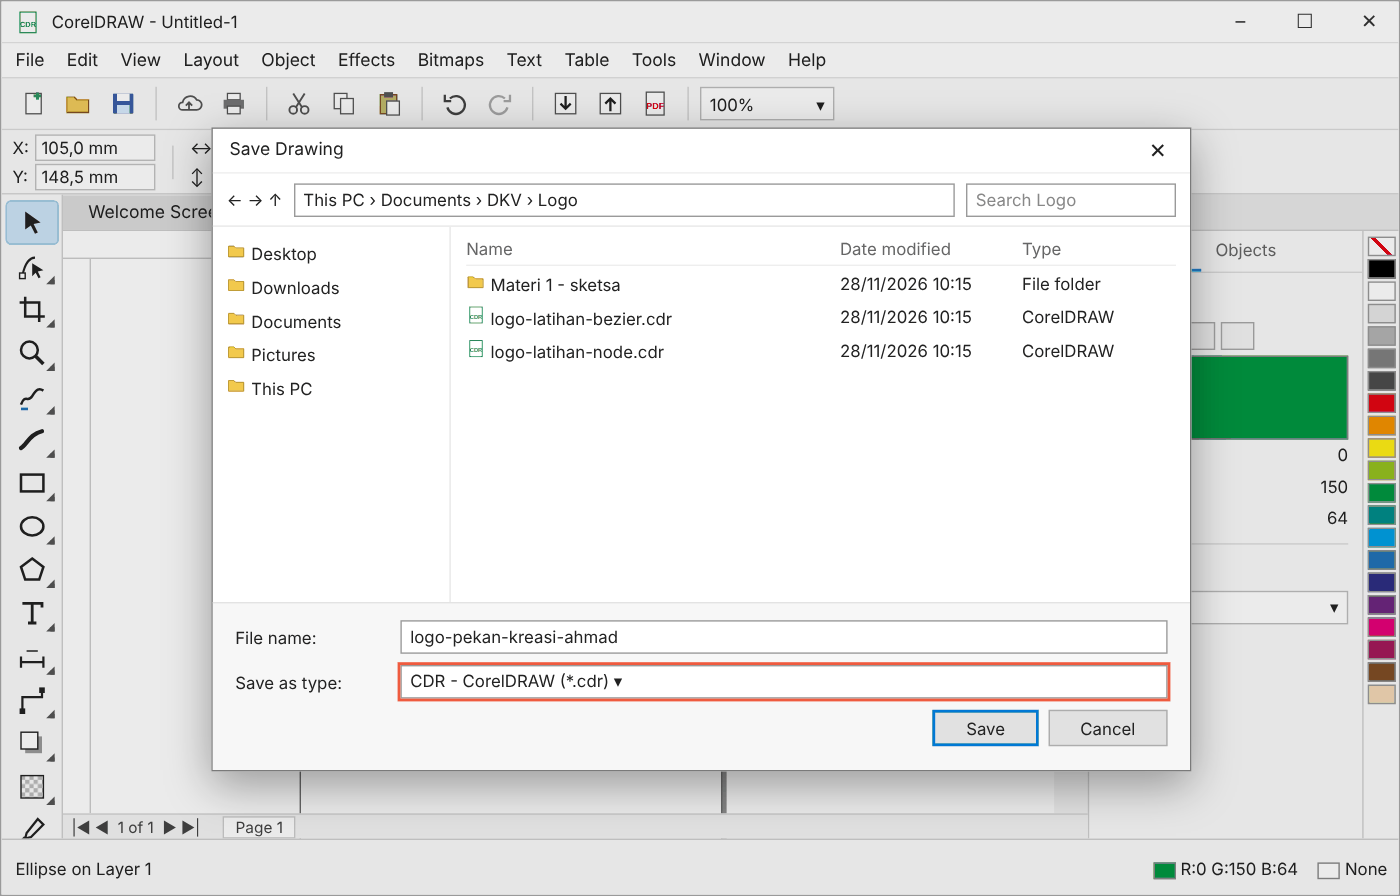 CorelDRAW - Untitled-1
File Edit View Layout Object Effects Bitmaps Text Table Tools Window Help
PDF 100%
X: 105,0 mm
Y: 148,5 mm
Save Drawing
This PC › Documents › DKV › Logo
Search Logo
Welcome Scree
Objects
Desktop
Downloads
Documents
Pictures
This PC
Name Date modified Type
Materi 1 - sketsa 28/11/2026 10:15 File folder
logo-latihan-bezier.cdr 28/11/2026 10:15 CorelDRAW
logo-latihan-node.cdr 28/11/2026 10:15 CorelDRAW
0
150
64
File name: logo-pekan-kreasi-ahmad
Save as type: CDR - CorelDRAW (*.cdr)
Save Cancel
1 of 1 Page 1
Ellipse on Layer 1
R:0 G:150 B:64 None